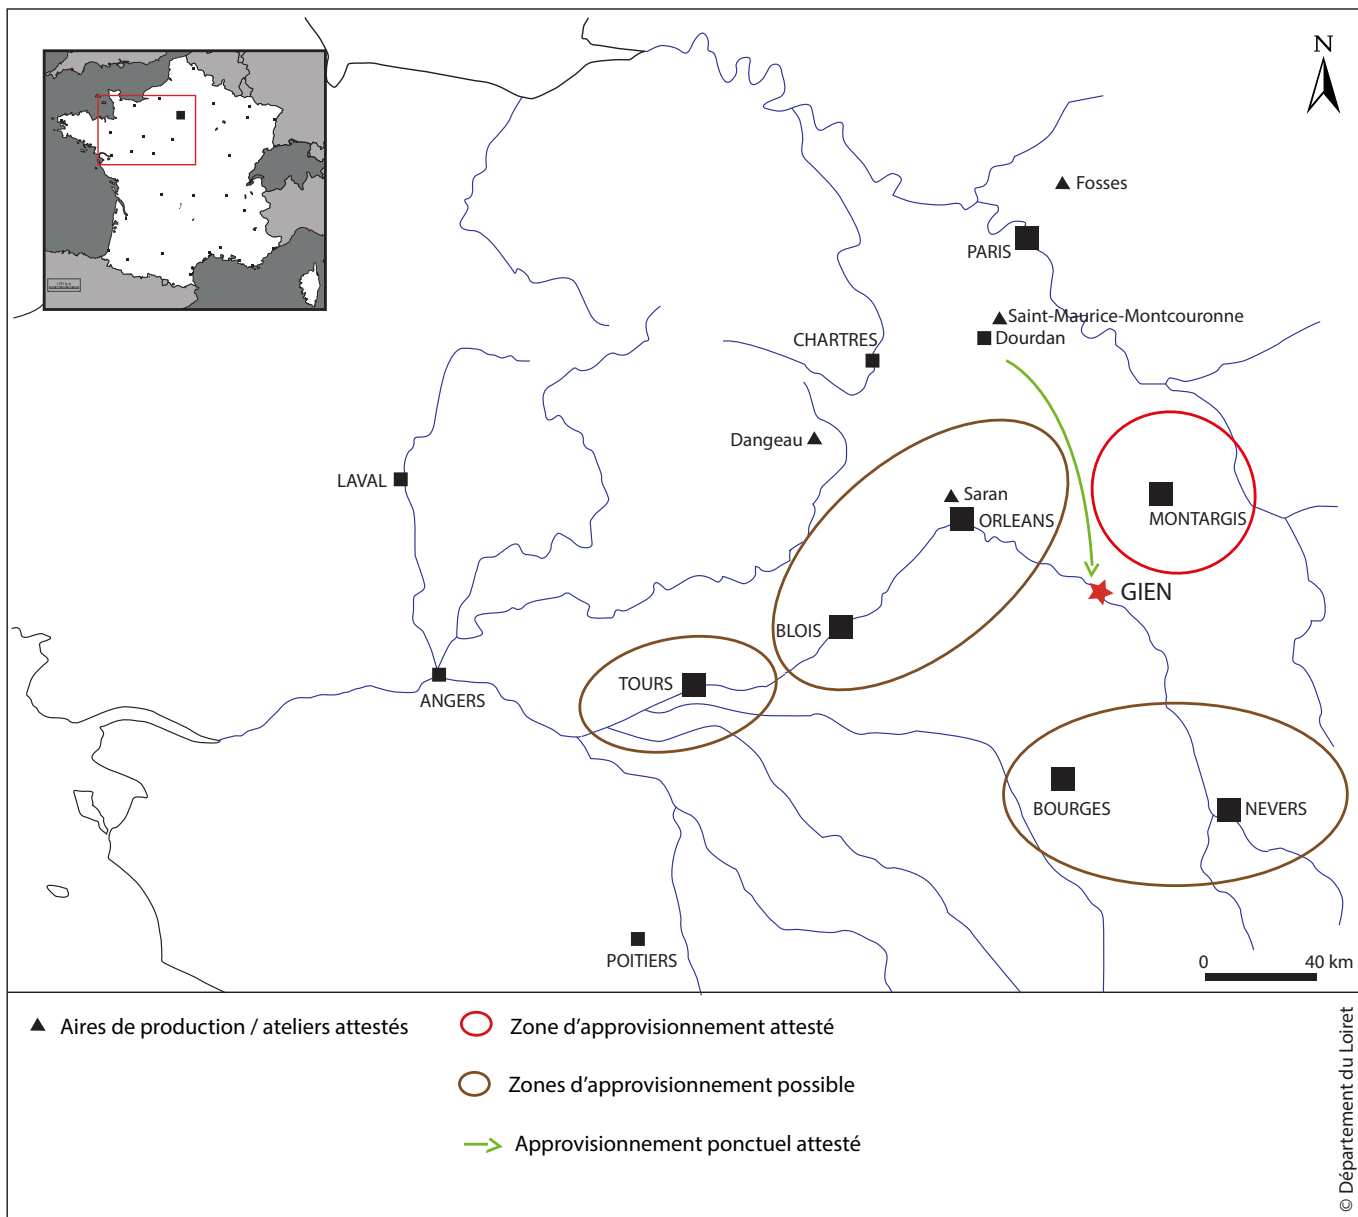 N
100 km
Fosses
PARIS
Saint-Maurice-Montcouronne
Dourdan
CHARTRES
Dangeau
LAVAL
Saran
ORLEANS
MONTARGIS
GIEN
BLOIS
TOURS
ANGERS
BOURGES
NEVERS
POITIERS
0 40 km
Aires de production / ateliers attestés
Zone d'approvisionnement attesté
Zones d'approvisionnement possible
Approvisionnement ponctuel attesté
© Département du Loiret